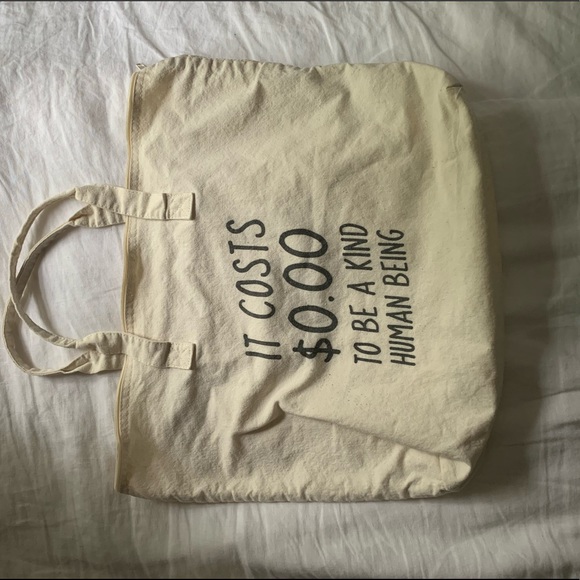 IT COSTS
$0.00
TO BE A KIND
HUMAN BEING